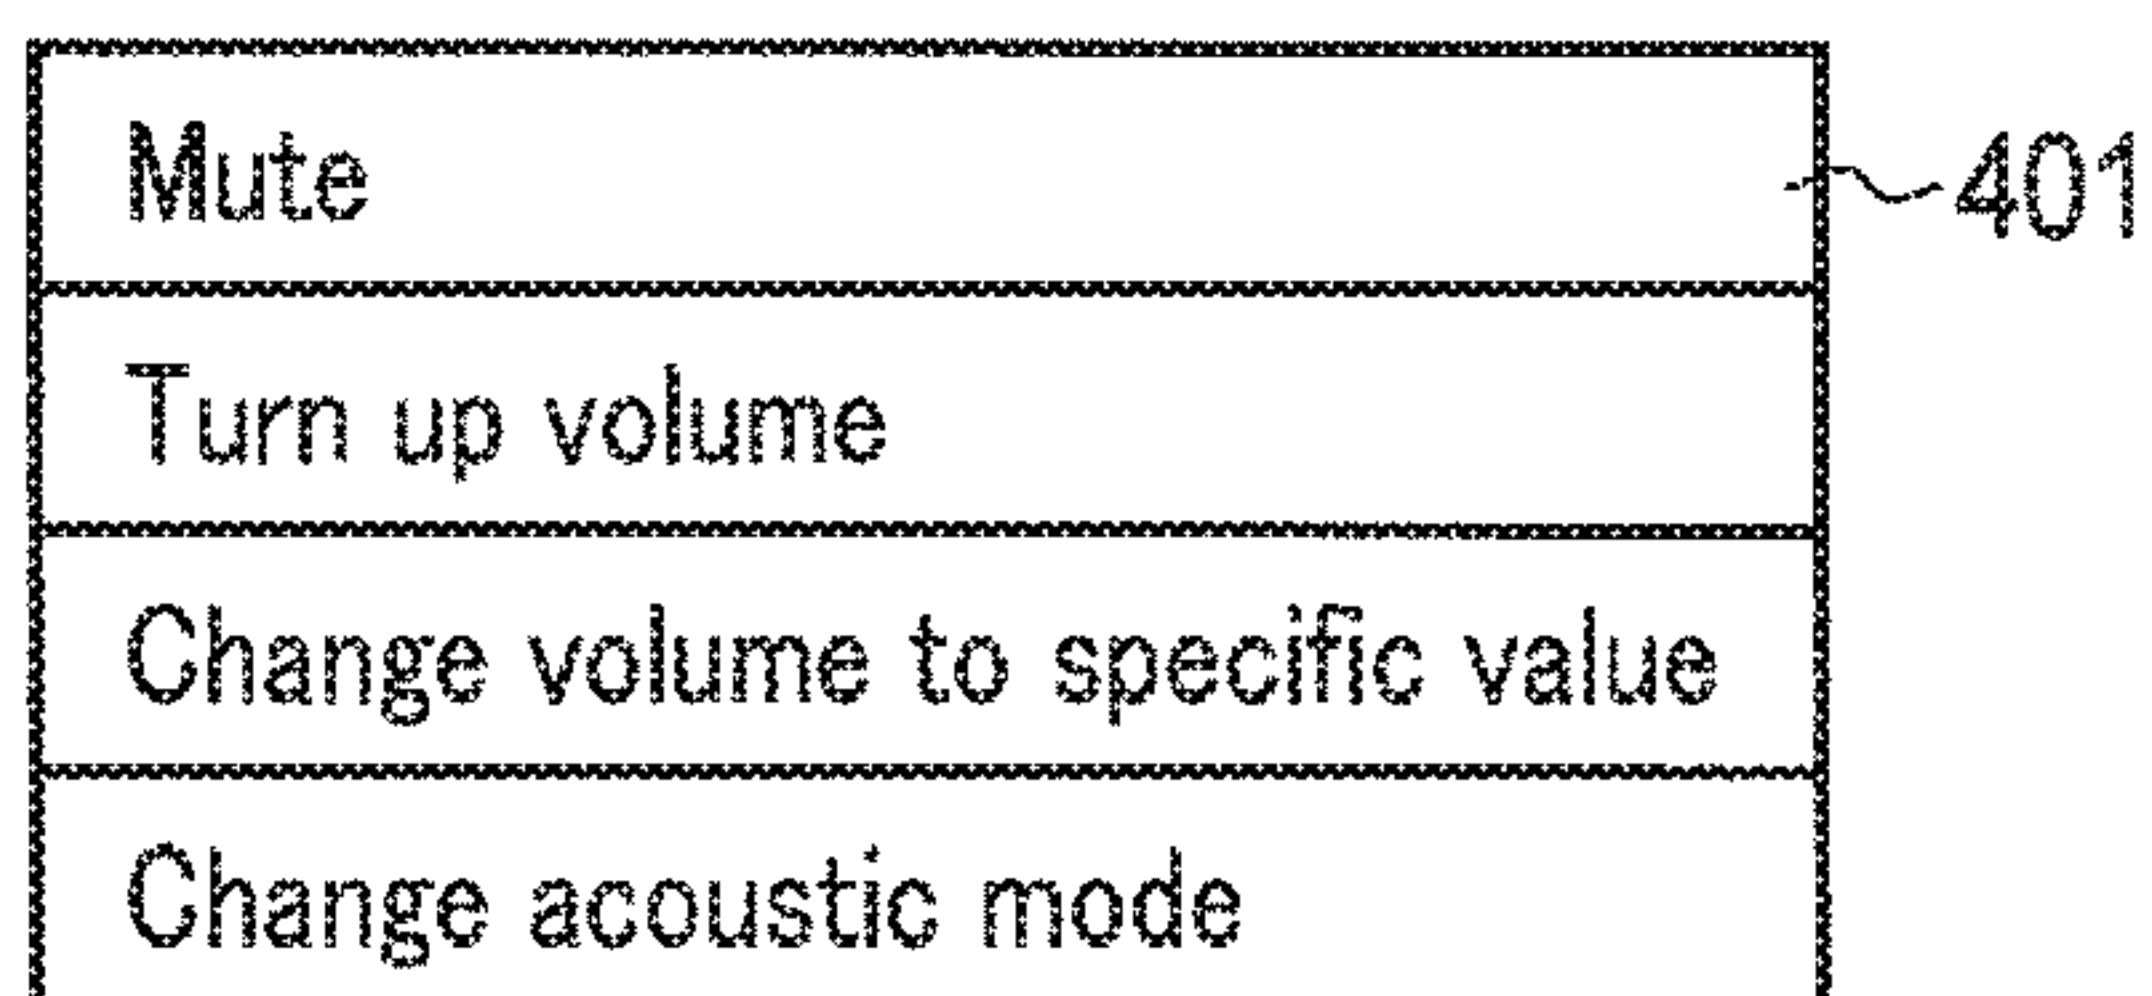 Mute
401
Turn up volume
Change volume to specific value
Change acoustic mode